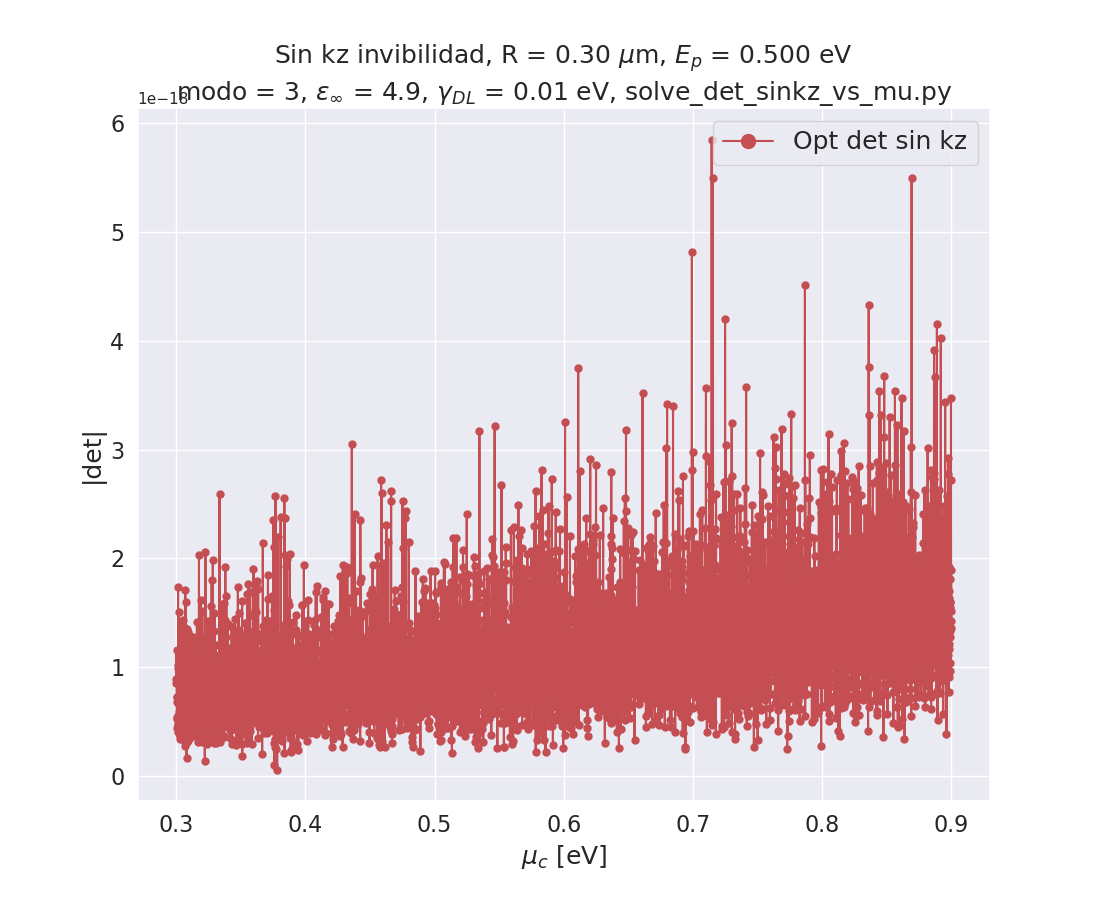 Sin kz invibilidad, R = 0.30 μm, E_p = 0.500 eV
modo = 3, ε_∞ = 4.9, γ_DL = 0.01 eV, solve_det_sinkz_vs_mu.py
6
5
4
3
2
1
0
|det|
Opt det sin kz
0.3 0.4 0.5 0.6 0.7 0.8 0.9
μ_c [eV]